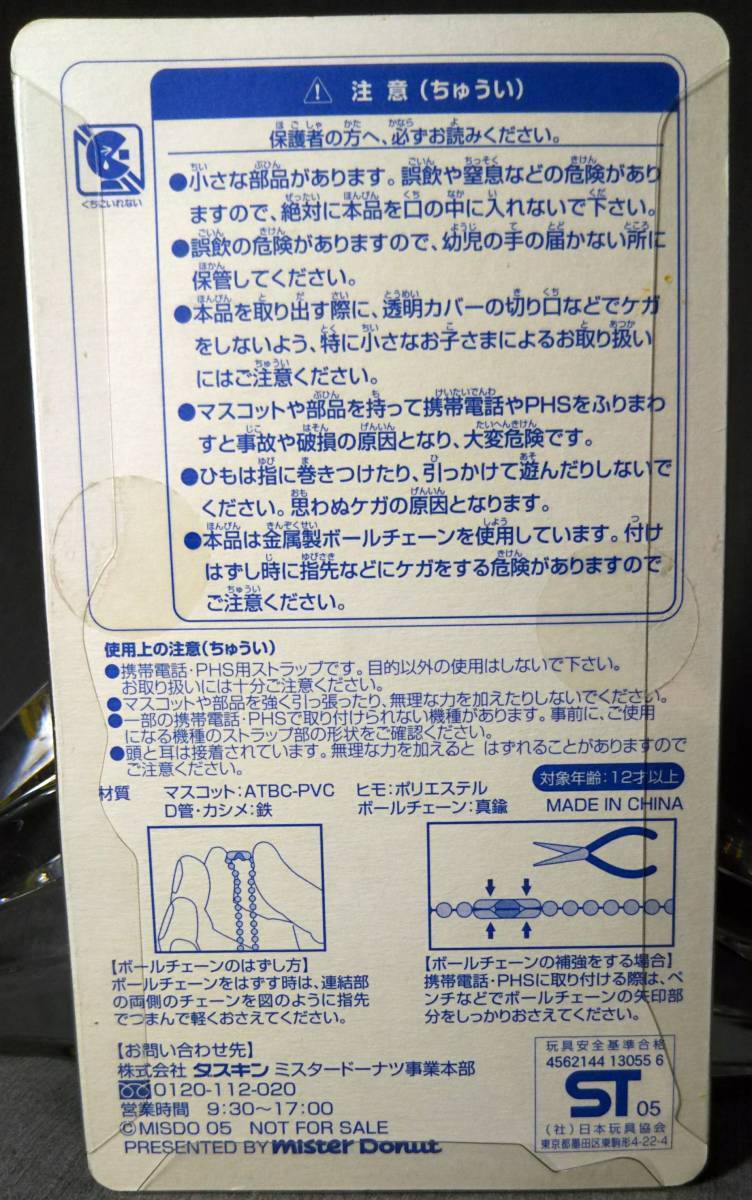 注意(ちゅうい)
保護者の方へ、必ずお読みください。
くちにいれない
●小さな部品があります。誤飲や窒息などの危険があり
ますので、絶対に本品を口の中に入れないで下さい。
●誤飲の危険がありますので、幼児の手の届かない所に
保管してください。
●本品を取り出す際に、透明カバーの切り口などでケガ
をしないよう、特に小さなお子さまによるお取り扱い
にはご注意ください。
●マスコットや部品を持って携帯電話やPHSをふりまわ
すと事故や破損の原因となり、大変危険です。
●ひもは指に巻きつけたり、引っかけて遊んだりしないで
ください。思わぬケガの原因となります。
●本品は金属製ボールチェーンを使用しています。付け
はずし時に指先などにケガをする危険がありますので
ご注意ください。
使用上の注意(ちゅうい)
●携帯電話・PHS用ストラップです。目的以外の使用はしないで下さい。
お取り扱いには十分ご注意ください。
●マスコットや部品を強く引っ張ったり、無理な力を加えたりしないでください。
●一部の携帯電話・PHSで取り付けられない機種があります。事前に、ご使用
になる機種のストラップ部の形状をご確認ください。
●頭と耳は接着されています。無理な力を加えると はずれることがありますので
ご注意ください。
対象年齢:12才以上
材質 マスコット:ATBC-PVC ヒモ:ポリエステル
D管・カシメ:鉄 ボールチェーン:真鍮 MADE IN CHINA
【ボールチェーンのはずし方】
ボールチェーンをはずす時は、連結部
の両側のチェーンを図のように指先
でつまんで軽くおさえてください。
【ボールチェーンの補強をする場合】
携帯電話・PHSに取り付ける際は、ペ
ンチなどでボールチェーンの矢印部
分をしっかりおさえてください。
【お問い合わせ先】
株式会社 ダスキン ミスタードーナツ事業本部
0120-112-020
営業時間 9:30〜17:00
©MISDO 05 NOT FOR SALE
PRESENTED BY mister Donut
玩具安全基準合格
4562144 13055 6
ST 05
(社)日本玩具協会
東京都墨田区東駒形4-22-4